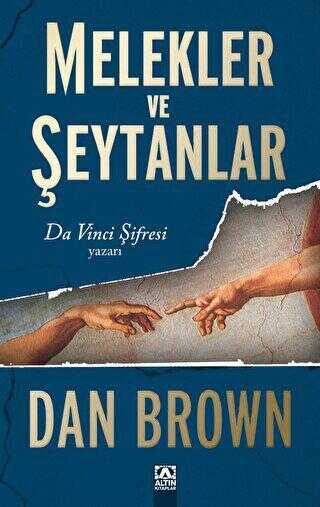 MELEKLER
VE
ŞEYTANLAR
Da Vinci Şifresi
yazarı
DAN BROWN
ALTIN
KİTAPLAR